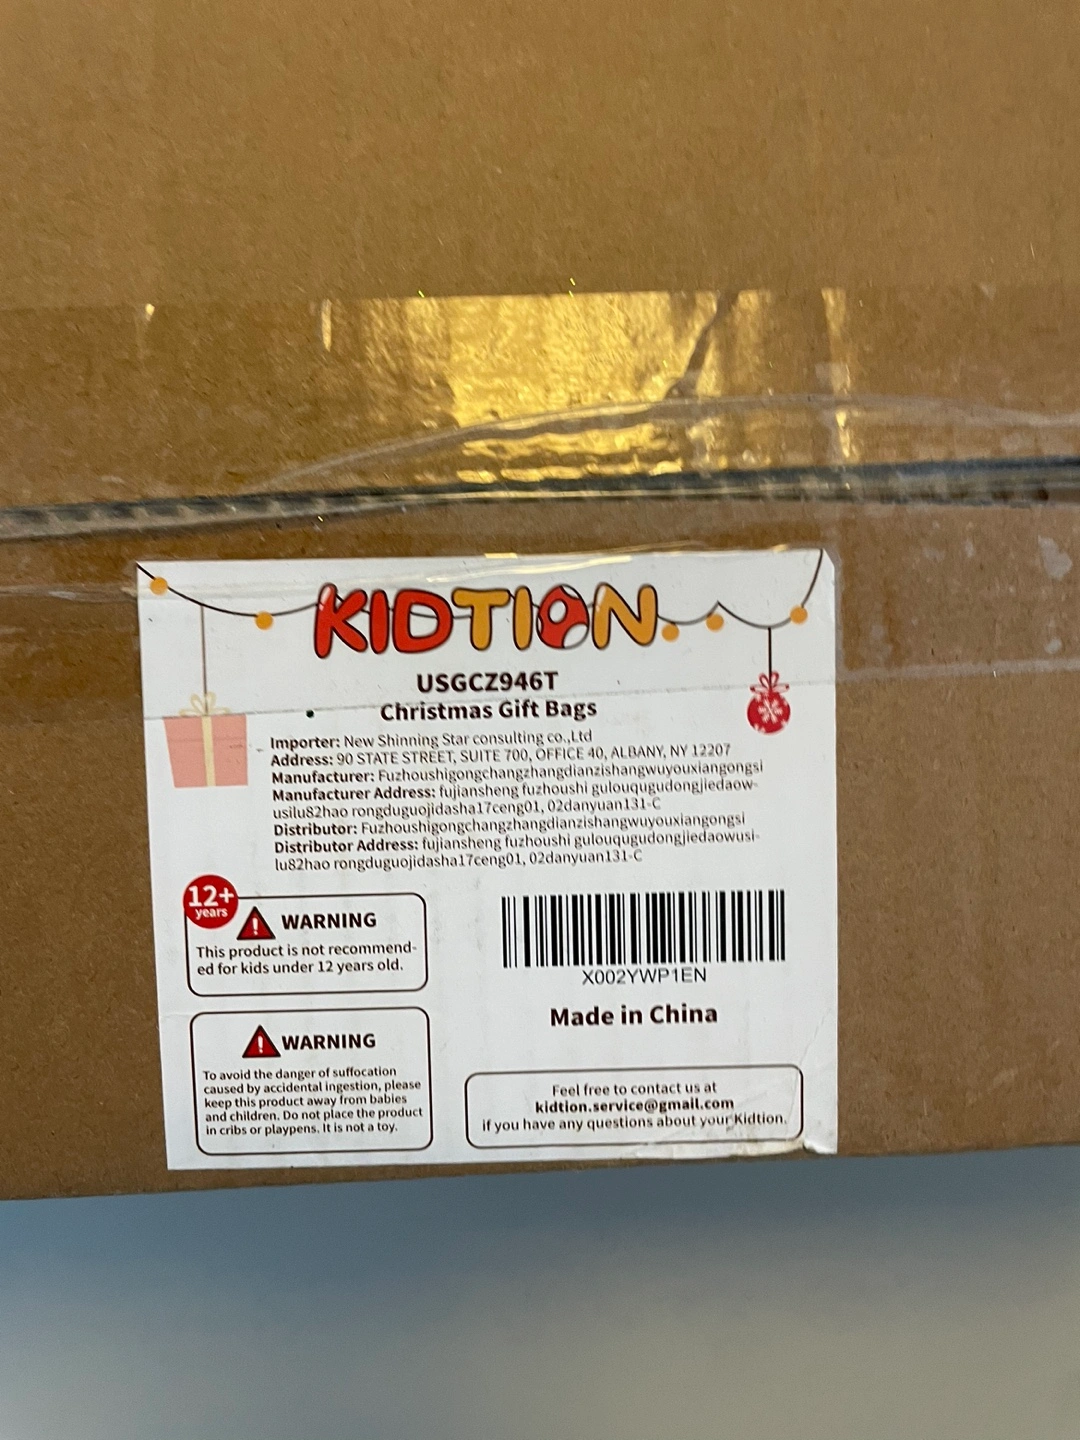 KIDTION
USGCZ946T
Christmas Gift Bags
Importer: New Shinning Star consulting co.,Ltd
Address: 90 STATE STREET, SUITE 700, OFFICE 40, ALBANY, NY 12207
Manufacturer: Fuzhoushigongchangzhangdianzishangwuyouxiangongsi
Manufacturer Address: fujiansheng fuzhoushi gulouqugudongjiedaow-
usilu82hao rongduguojidasha17ceng01, 02danyuan131-C
Distributor: Fuzhoushigongchangzhangdianzishangwuyouxiangongsi
Distributor Address: fujiansheng fuzhoushi gulouqugudongjiedaowusi-
lu82hao rongduguojidasha17ceng01, 02danyuan131-C
12+
years
WARNING
This product is not recommend-
ed for kids under 12 years old.
WARNING
To avoid the danger of suffocation
caused by accidental ingestion, please
keep this product away from babies
and children. Do not place the product
in cribs or playpens. It is not a toy.
X002YWP1EN
Made in China
Feel free to contact us at
kidtion.service@gmail.com
if you have any questions about your Kidtion.